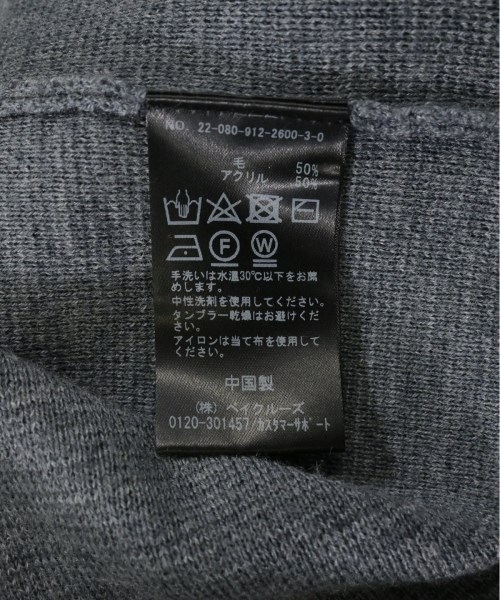 NO. 22-080-912-2600-3-0
毛 50%
アクリル 50%
F W
手洗いは水温30℃以下をお薦
めします。
中性洗剤を使用してください。
タンブラー乾燥はお避けくださ
い。
アイロンは当て布を使用してく
ださい。
中国製
(株) ベイクルーズ
0120-301457/カスタマーサポート